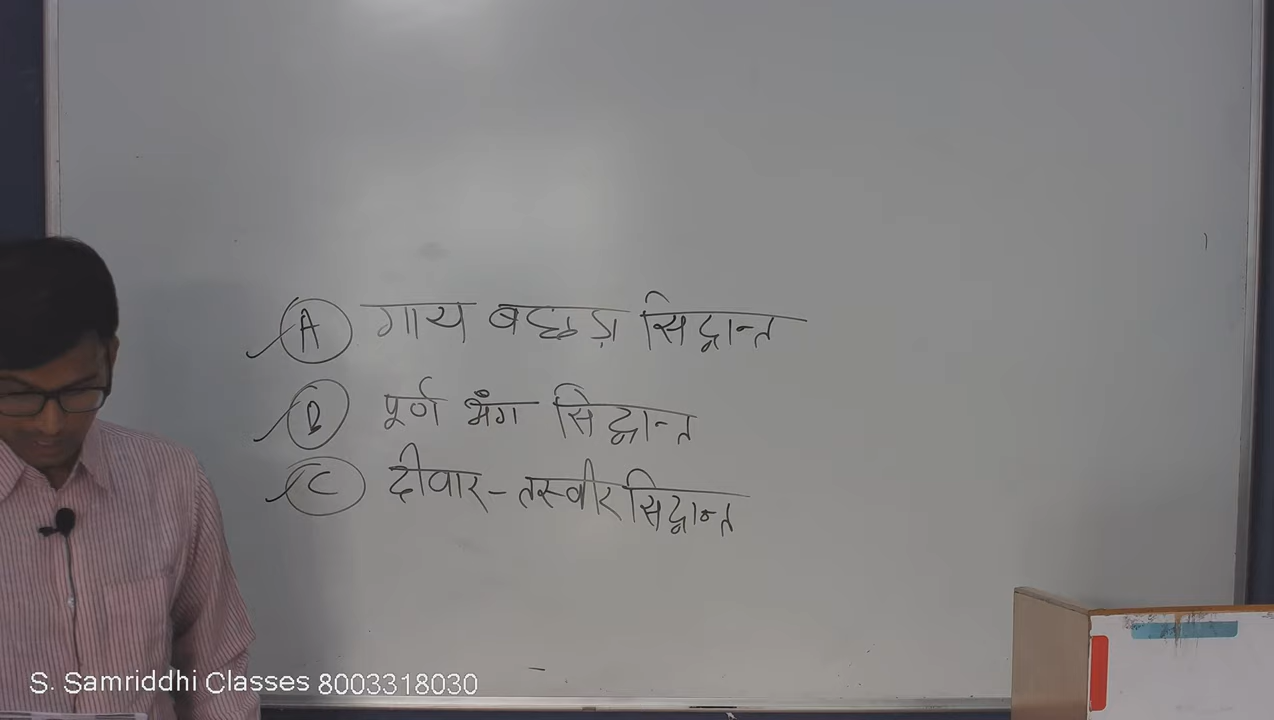 A गाय बछड़ा सिद्धान्त
B पूर्ण भंग सिद्धान्त
C दीवार-तस्वीर सिद्धान्त
S. Samriddhi Classes 8003318030